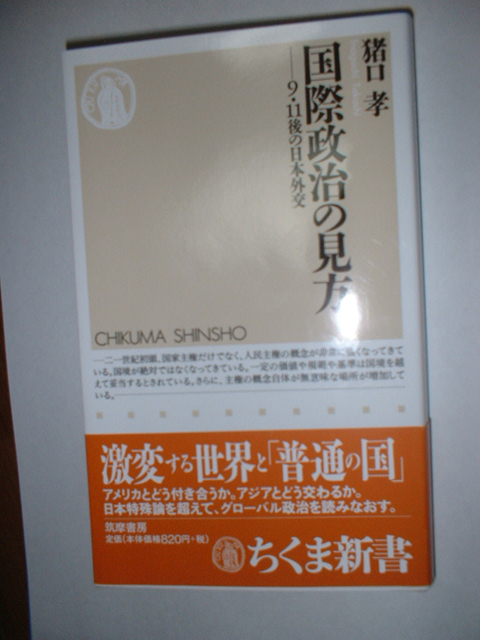 猪口 孝
国際政治の見方
──9・11後の日本外交
CHIKUMA SHINSHO
二一世紀初頭、国家主権だけでなく、人民主権の概念が非常に強くなってきて
いる。国境が絶対ではなくなってきている。一定の価値や規範や基準は国境を越
えて妥当するとされている。さらに、主権の概念自体が無意味な場所が増加して
いる。
激変する世界と「普通の国」
アメリカとどう付き合うか。アジアとどう交わるか。
日本特殊論を超えて、グローバル政治を読みなおす。
筑摩書房
定価(本体価格820円+税)
ちくま新書